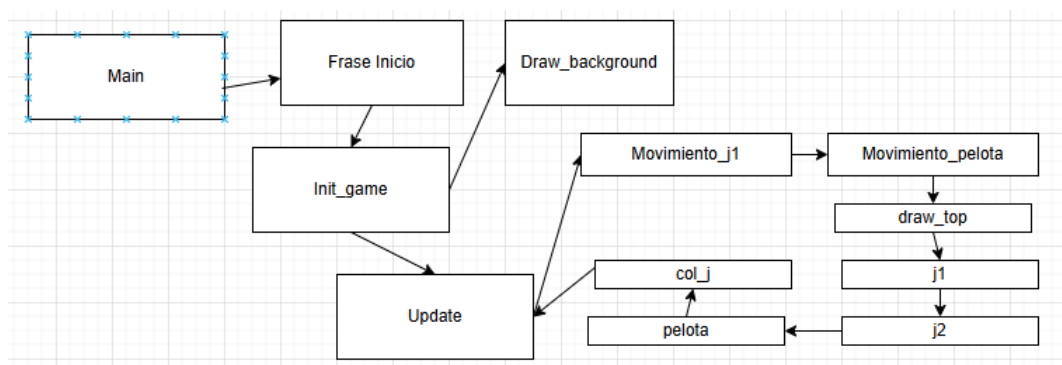 Main
Frase Inicio
Draw_background
Init_game
Movimiento_j1
Movimiento_pelota
draw_top
col_j
j1
Update
pelota
j2